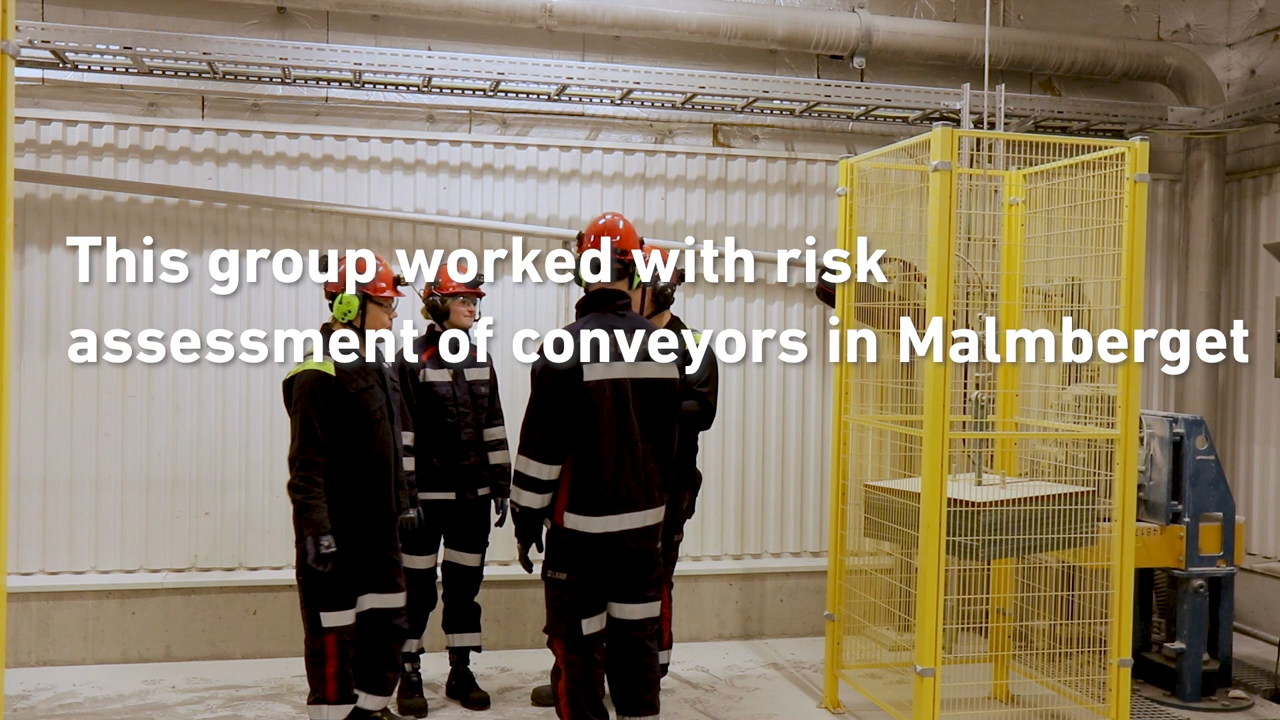 This group worked with risk
assessment of conveyors in Malmberget